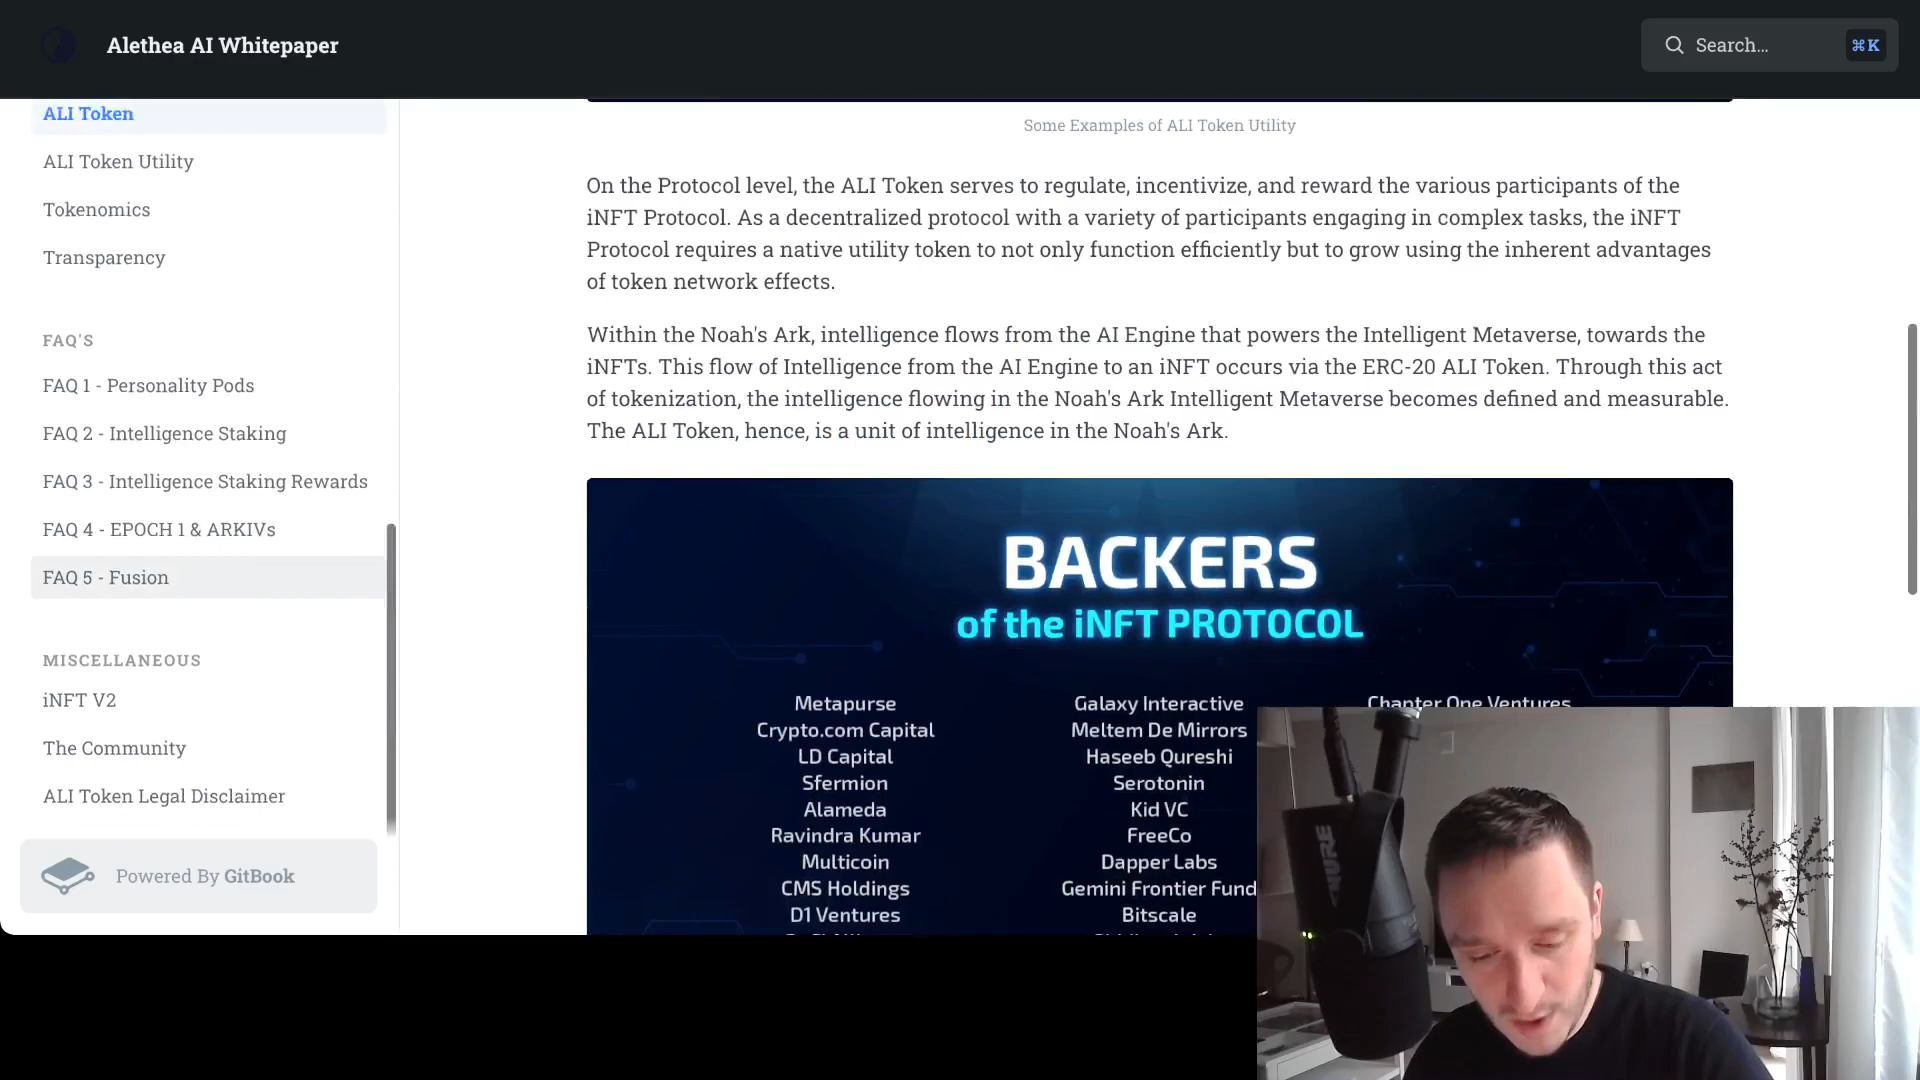 Alethea AI Whitepaper
Search...
⌘K
ALI Token
ALI Token Utility
Tokenomics
Transparency
FAQ'S
FAQ 1 - Personality Pods
FAQ 2 - Intelligence Staking
FAQ 3 - Intelligence Staking Rewards
FAQ 4 - EPOCH 1 & ARKIVs
FAQ 5 - Fusion
MISCELLANEOUS
iNFT V2
The Community
ALI Token Legal Disclaimer
Powered By GitBook
Some Examples of ALI Token Utility
On the Protocol level, the ALI Token serves to regulate, incentivize, and reward the various participants of the
iNFT Protocol. As a decentralized protocol with a variety of participants engaging in complex tasks, the iNFT
Protocol requires a native utility token to not only function efficiently but to grow using the inherent advantages
of token network effects.
Within the Noah's Ark, intelligence flows from the AI Engine that powers the Intelligent Metaverse, towards the
iNFTs. This flow of Intelligence from the AI Engine to an iNFT occurs via the ERC-20 ALI Token. Through this act
of tokenization, the intelligence flowing in the Noah's Ark Intelligent Metaverse becomes defined and measurable.
The ALI Token, hence, is a unit of intelligence in the Noah's Ark.
BACKERS
of the iNFT PROTOCOL
Metapurse
Crypto.com Capital
LD Capital
Sfermion
Alameda
Ravindra Kumar
Multicoin
CMS Holdings
D1 Ventures
Galaxy Interactive
Meltem De Mirrors
Haseeb Qureshi
Serotonin
Kid VC
FreeCo
Dapper Labs
Gemini Frontier Fund
Bitscale
Chapter One Ventures
SHURE